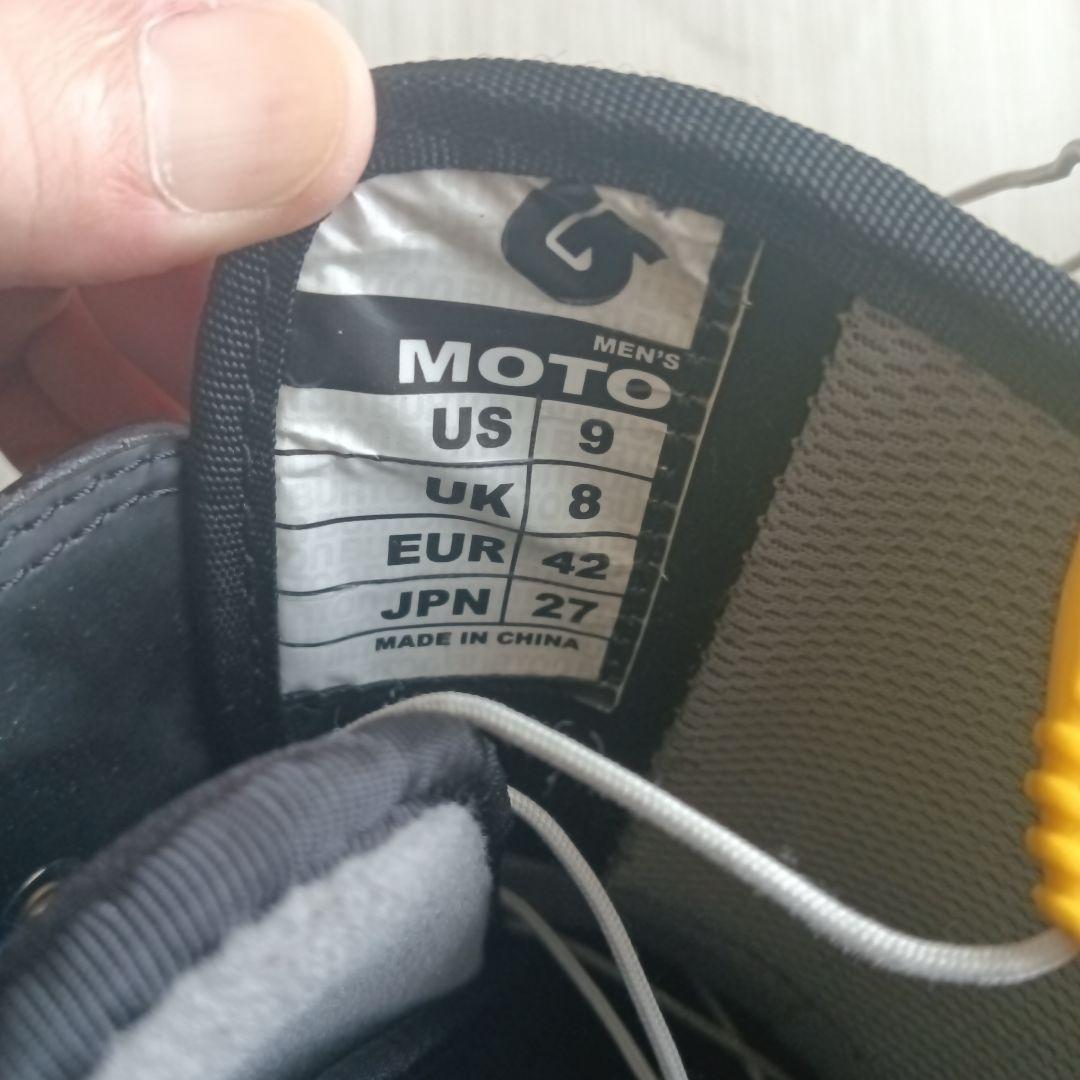 MEN'S
MOTO
US 9
UK 8
EUR 42
JPN 27
MADE IN CHINA